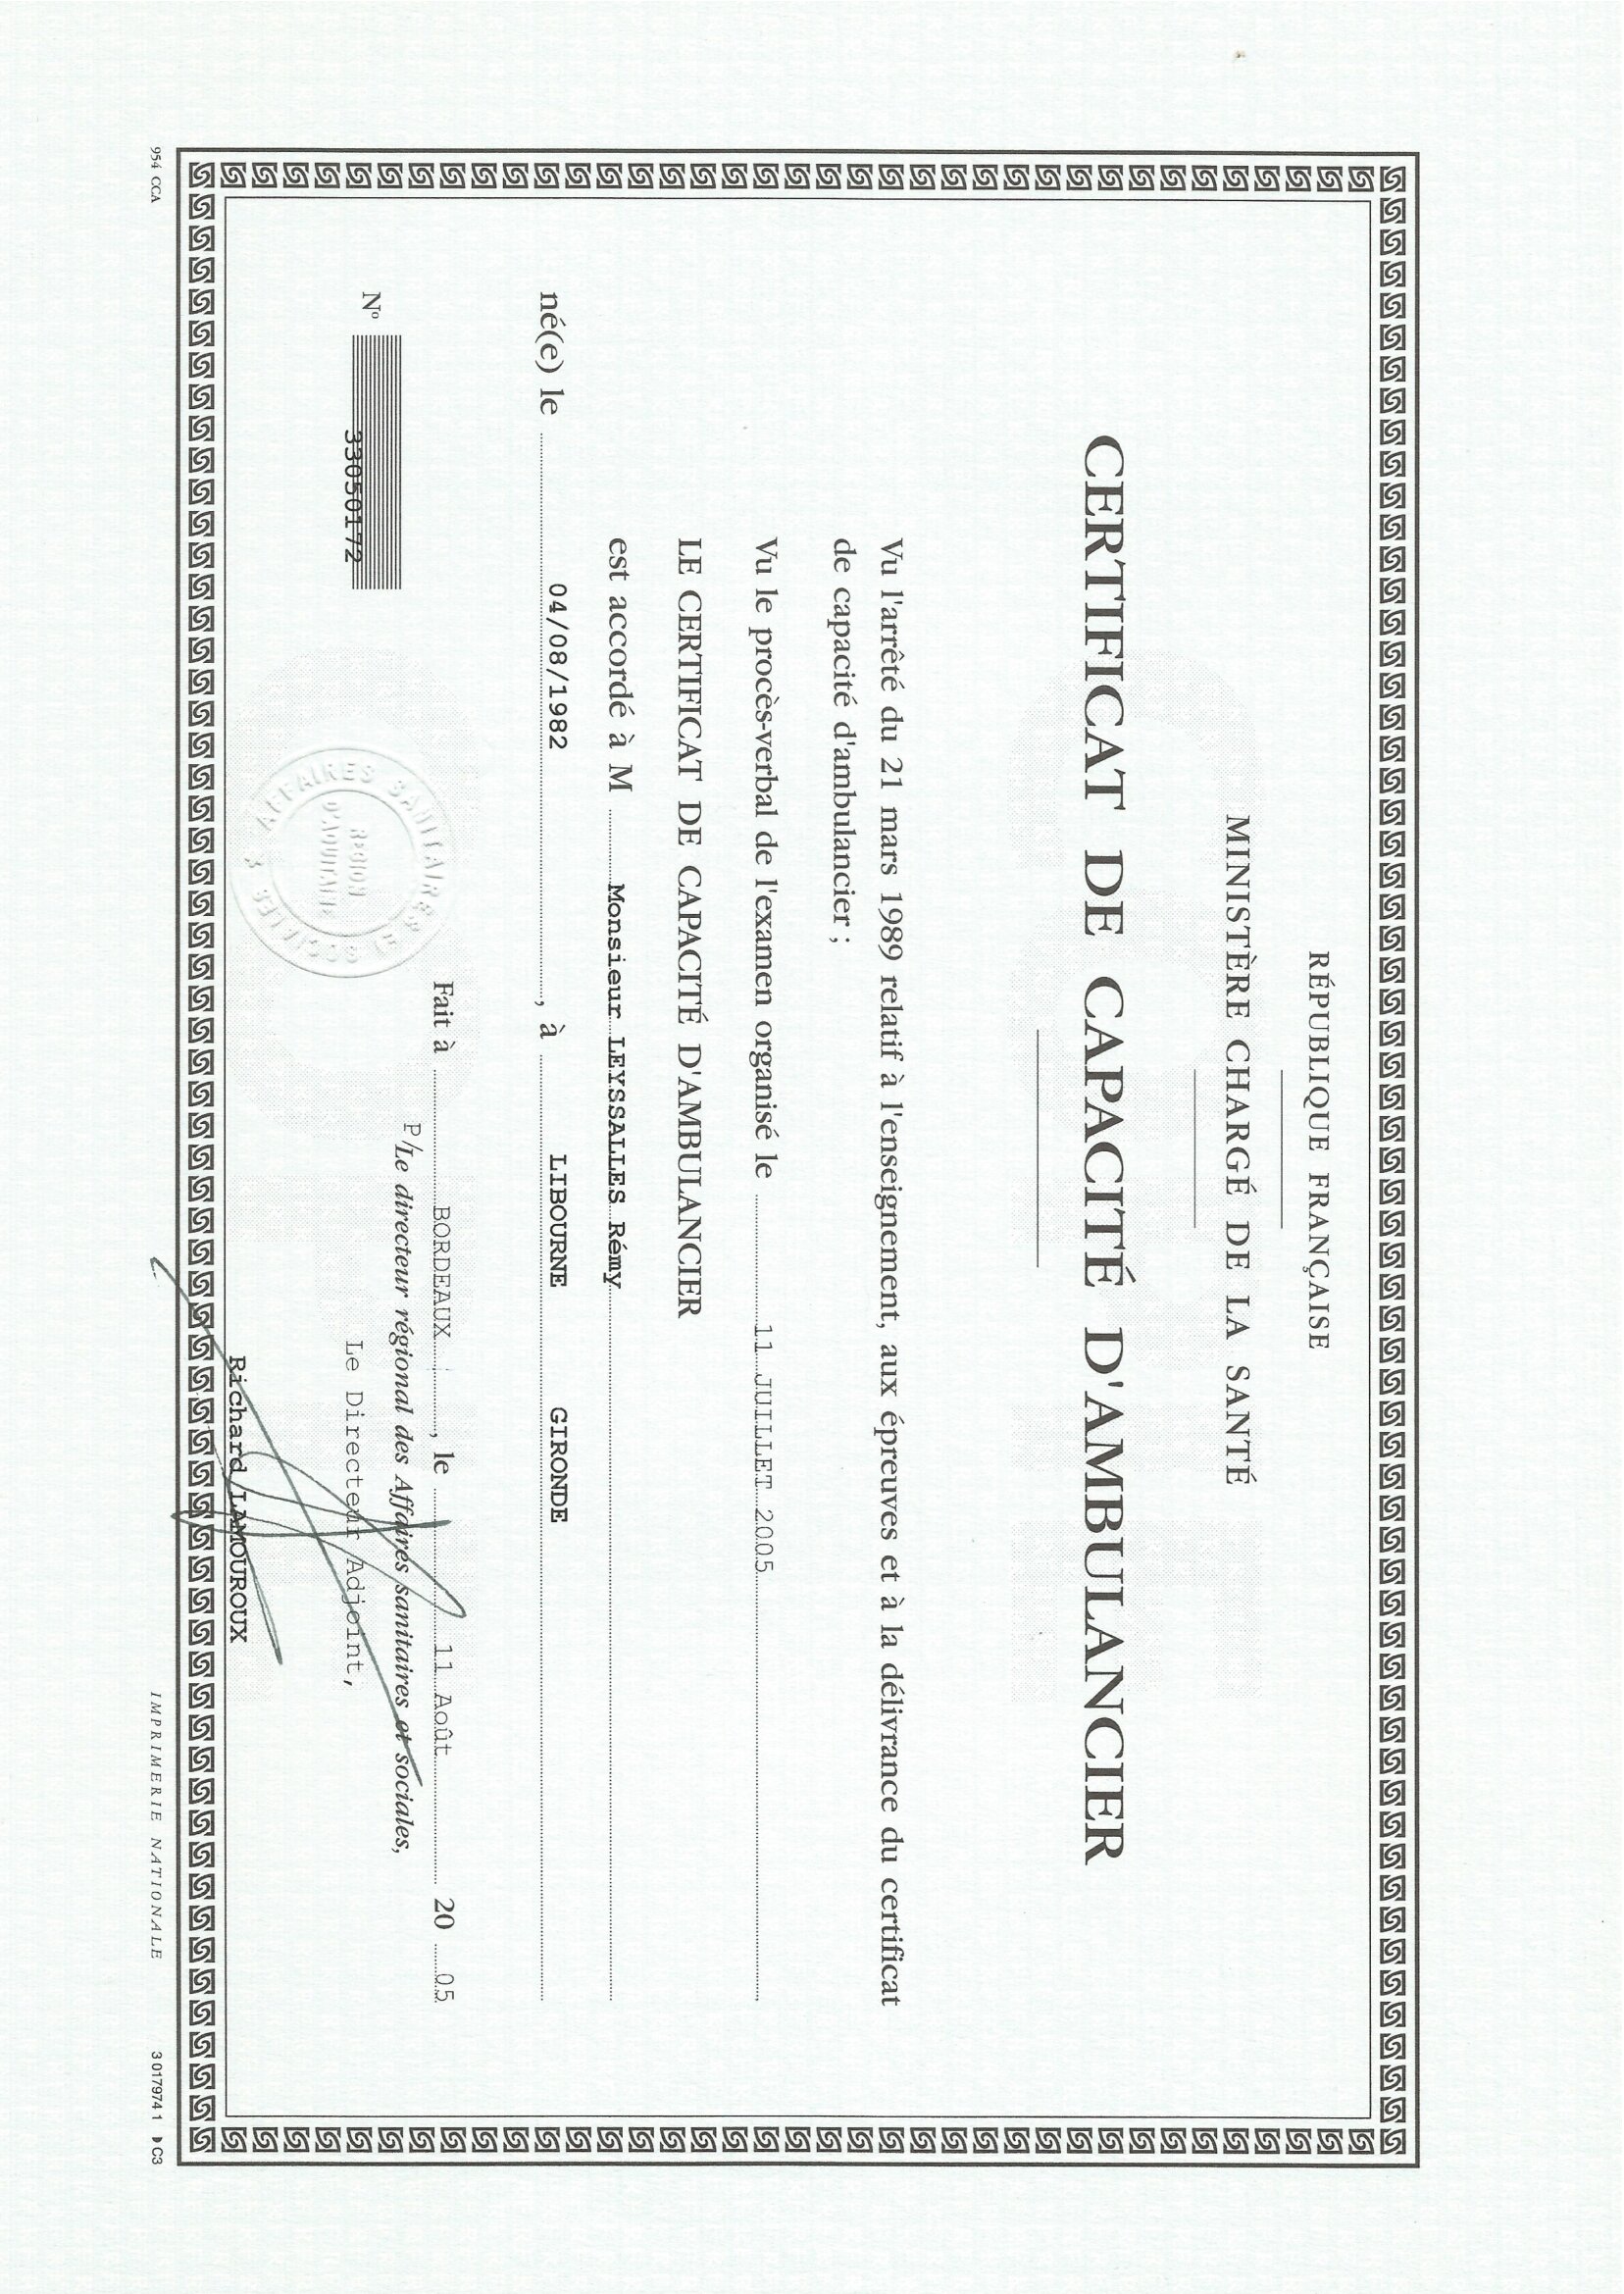 RÉPUBLIQUE FRANÇAISE
MINISTÈRE CHARGÉ DE LA SANTÉ
CERTIFICAT DE CAPACITÉ D'AMBULANCIER
Vu l'arrêté du 21 mars 1989 relatif à l'enseignement, aux épreuves et à la délivrance du certificat
de capacité d'ambulancier ;
Vu le procès-verbal de l'examen organisé le 11 JUILLET 2005
LE CERTIFICAT DE CAPACITÉ D'AMBULANCIER
est accordé à M Monsieur LEYSSALLES Rémy
né(e) le 04/08/1982 , à LIBOURNE GIRONDE
Fait à BORDEAUX , le 11 Août 20 05
P/Le directeur régional des Affaires sanitaires et sociales,
Nº 33050172
AFFAIRES SANITAIRES ET SOCIALES
REGION
D'AQUITAINE
Le Directeur Adjoint,
Richard LAMOUROUX
954 CCA
IMPRIMERIE NATIONALE
3 017974 1 C3